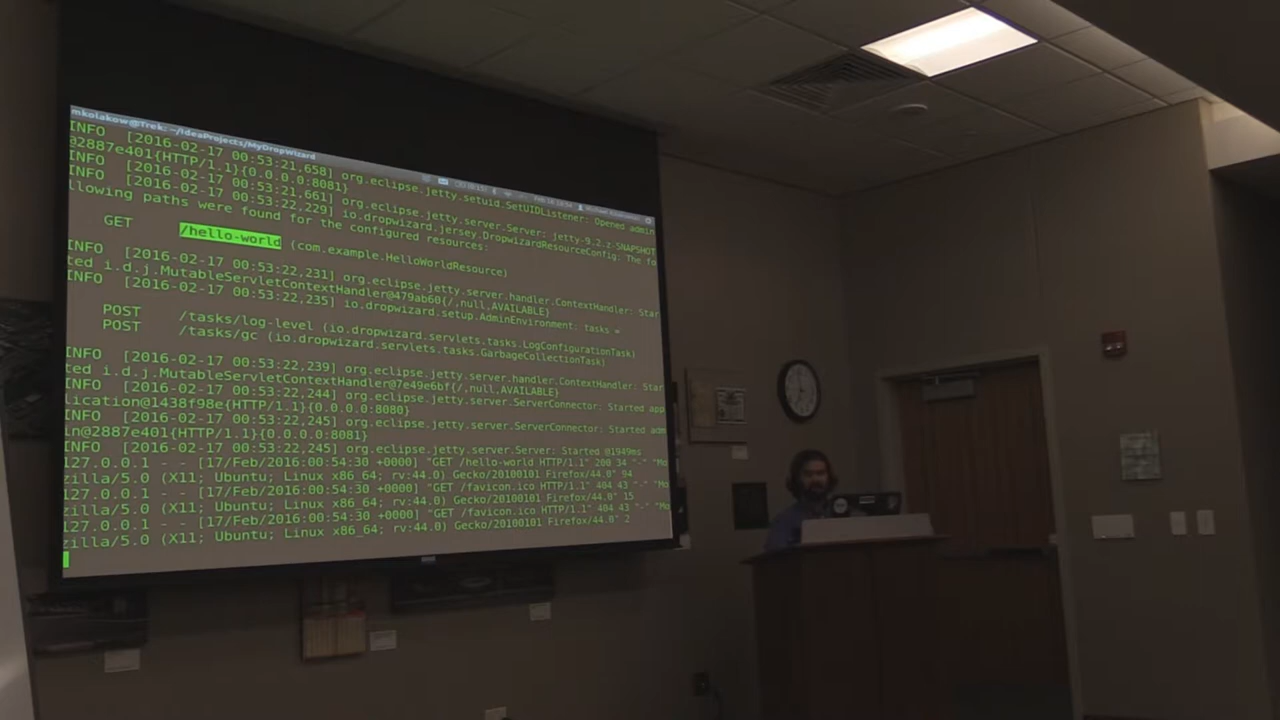 mkolakow@Trek: ~/IdeaProjects/MyDropWizard
INFO [2016-02-17 00:53:21,658] org.eclipse.jetty.setuid.SetUIDListener: Opened admin
@2887e401{HTTP/1.1}{0.0.0.0:8081}
INFO [2016-02-17 00:53:21,661] org.eclipse.jetty.server.Server: jetty-9.2.z-SNAPSHOT
INFO [2016-02-17 00:53:22,229] io.dropwizard.jersey.DropwizardResourceConfig: The fo
llowing paths were found for the configured resources:
GET /hello-world (com.example.HelloWorldResource)
INFO [2016-02-17 00:53:22,231] org.eclipse.jetty.server.handler.ContextHandler: Star
ted i.d.j.MutableServletContextHandler@479ab60{/,null,AVAILABLE}
INFO [2016-02-17 00:53:22,235] io.dropwizard.setup.AdminEnvironment: tasks =
POST /tasks/log-level (io.dropwizard.servlets.tasks.LogConfigurationTask)
POST /tasks/gc (io.dropwizard.servlets.tasks.GarbageCollectionTask)
INFO [2016-02-17 00:53:22,239] org.eclipse.jetty.server.handler.ContextHandler: Star
ted i.d.j.MutableServletContextHandler@7e49e6bf{/,null,AVAILABLE}
INFO [2016-02-17 00:53:22,244] org.eclipse.jetty.server.ServerConnector: Started app
lication@1438f98e{HTTP/1.1}{0.0.0.0:8080}
INFO [2016-02-17 00:53:22,245] org.eclipse.jetty.server.ServerConnector: Started adm
in@2887e401{HTTP/1.1}{0.0.0.0:8081}
INFO [2016-02-17 00:53:22,245] org.eclipse.jetty.server.Server: Started @1949ms
127.0.0.1 - - [17/Feb/2016:00:54:30 +0000] "GET /hello-world HTTP/1.1" 200 34 "-" "Mo
zilla/5.0 (X11; Ubuntu; Linux x86_64; rv:44.0) Gecko/20100101 Firefox/44.0" 94
127.0.0.1 - - [17/Feb/2016:00:54:30 +0000] "GET /favicon.ico HTTP/1.1" 404 43 "-" "Mo
zilla/5.0 (X11; Ubuntu; Linux x86_64; rv:44.0) Gecko/20100101 Firefox/44.0" 15
127.0.0.1 - - [17/Feb/2016:00:54:30 +0000] "GET /favicon.ico HTTP/1.1" 404 43 "-" "Mo
zilla/5.0 (X11; Ubuntu; Linux x86_64; rv:44.0) Gecko/20100101 Firefox/44.0" 2